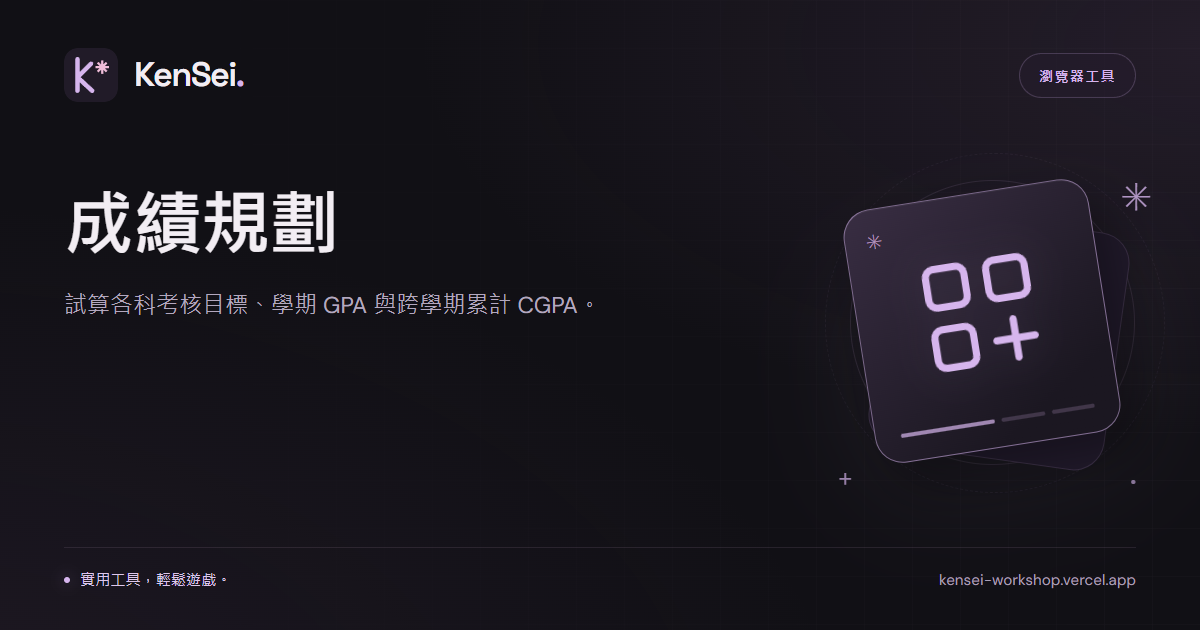 KenSei.
瀏覽器工具
成績規劃
試算各科考核目標、學期 GPA 與跨學期累計 CGPA。
實用工具，輕鬆遊戲。
kensei-workshop.vercel.app